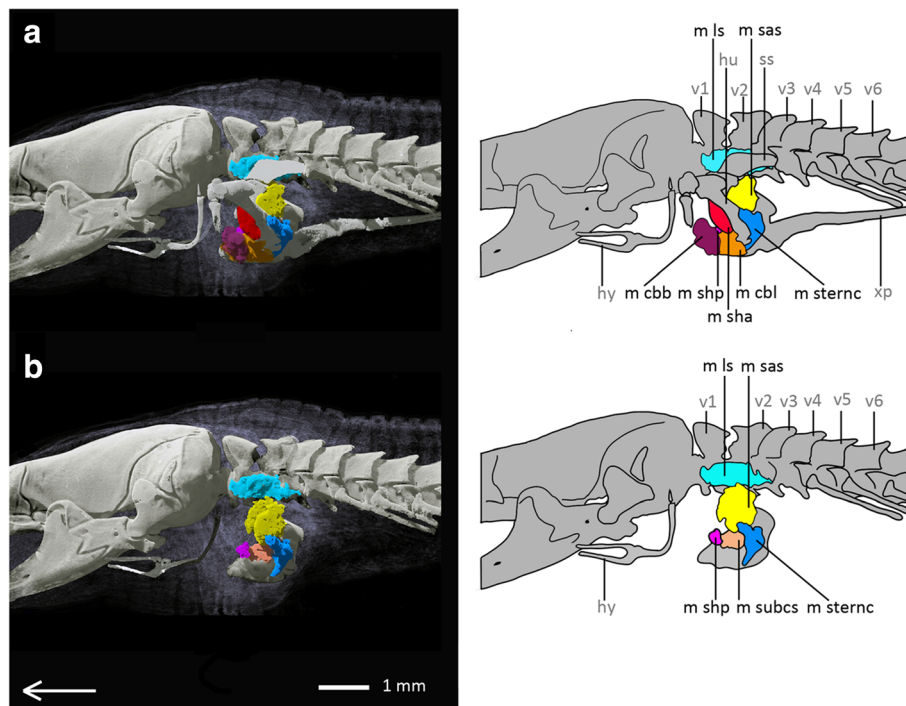 a
m ls m sas
hu ss
v1 v2 v3 v4 v5 v6
hy m cbb m shp m cbl m sternc xp
m sha
b
m ls m sas
v1 v2 v3 v4 v5 v6
m shp m subcs m sternc
hy
1 mm